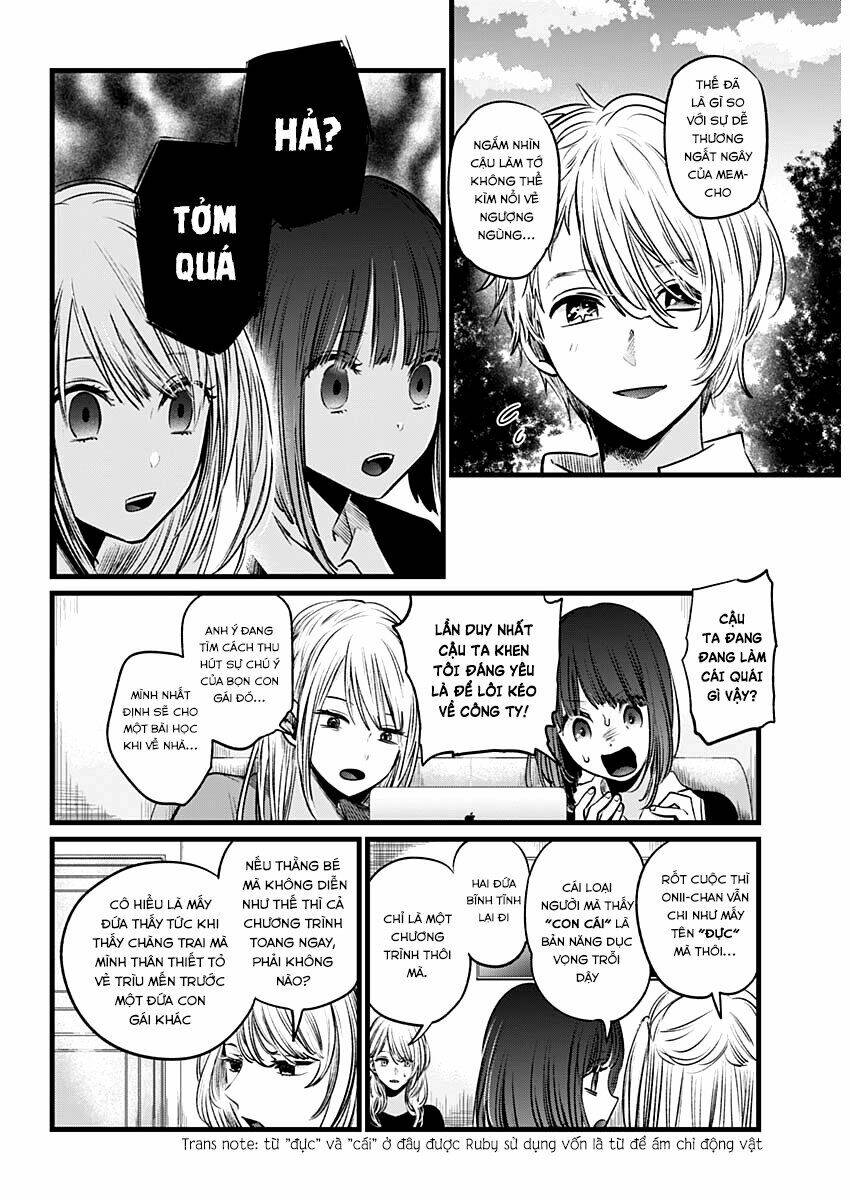 THẾ ĐÃ
LÀ GÌ SO
VỚI SỰ DỄ
THƯƠNG
NGẤT NGÂY
CỦA MEM-
CHO
NGẮM NHÌN
CẬU LÀM TỚ
KHÔNG THỂ
KÌM NỔI VẺ
NGƯỢNG
NGÙNG...
HẢ?
TỞM
QUÁ
CẬU
TA ĐANG
ĐANG LÀM
CÁI QUÁI
GÌ VẬY?
LẦN DUY NHẤT
CẬU TA KHEN
TÔI ĐÁNG YÊU
LÀ ĐỂ LÔI KÉO
VỀ CÔNG TY!
ANH Ý ĐANG
TÌM CÁCH THU
HÚT SỰ CHÚ Ý
CỦA BỌN CON
GÁI ĐÓ...
MÌNH NHẤT
ĐỊNH SẼ CHO
MỘT BÀI HỌC
KHI VỀ NHÀ...
RỐT CUỘC THÌ
ONII-CHAN VẪN
CHỈ NHƯ MẤY
TÊN "ĐỰC"
MÀ THÔI...
CÁI LOẠI
NGƯỜI MÀ THẤY
"CON CÁI" LÀ
BẢN NĂNG DỤC
VỌNG TRỖI
DẬY
HAI ĐỨA
BÌNH TĨNH
LẠI ĐI
CHỈ LÀ MỘT
CHƯƠNG
TRÌNH THÔI
MÀ.
NẾU THẰNG BÉ
MÀ KHÔNG DIỄN
NHƯ THẾ THÌ CẢ
CHƯƠNG TRÌNH
TOANG NGAY,
PHẢI KHÔNG
NÀO?
CÔ HIỂU LÀ MẤY
ĐỨA THẤY TỨC KHI
THẤY CHÀNG TRAI MÀ
MÌNH THÂN THIẾT TỎ
VẺ TRÌU MẾN TRƯỚC
MỘT ĐỨA CON
GÁI KHÁC
Trans note: từ "đực" và "cái" ở đây được Ruby sử dụng vốn là từ để ám chỉ động vật